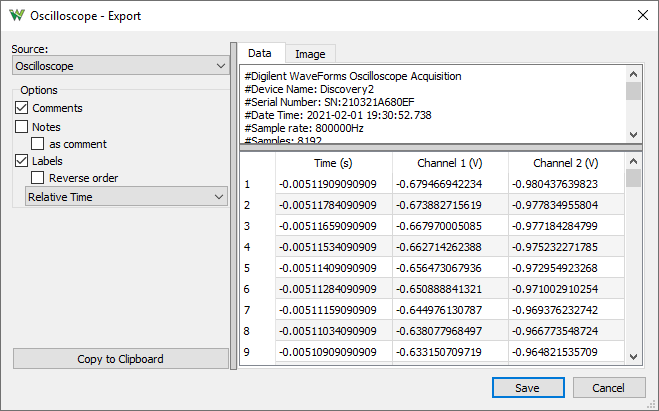 Oscilloscope - Export
Source:
Oscilloscope
Options
Comments
Notes
as comment
Labels
Reverse order
Relative Time
Copy to Clipboard
Data Image
#Digilent WaveForms Oscilloscope Acquisition
#Device Name: Discovery2
#Serial Number: SN:210321A680EF
#Date Time: 2021-02-01 19:30:52.738
#Sample rate: 800000Hz
#Samples: 8192
Time (s) Channel 1 (V) Channel 2 (V)
1 -0.00511909090909 -0.679466942234 -0.980437639823
2 -0.00511784090909 -0.673882715619 -0.977834955804
3 -0.00511659090909 -0.667970005085 -0.977184284799
4 -0.00511534090909 -0.662714262388 -0.975232271785
5 -0.00511409090909 -0.656473067936 -0.972954923268
6 -0.00511284090909 -0.650888841321 -0.971002910254
7 -0.00511159090909 -0.644976130787 -0.969376232742
8 -0.00511034090909 -0.638077968497 -0.966773548724
9 -0.00510909090909 -0.633150709719 -0.964821535709
Save Cancel